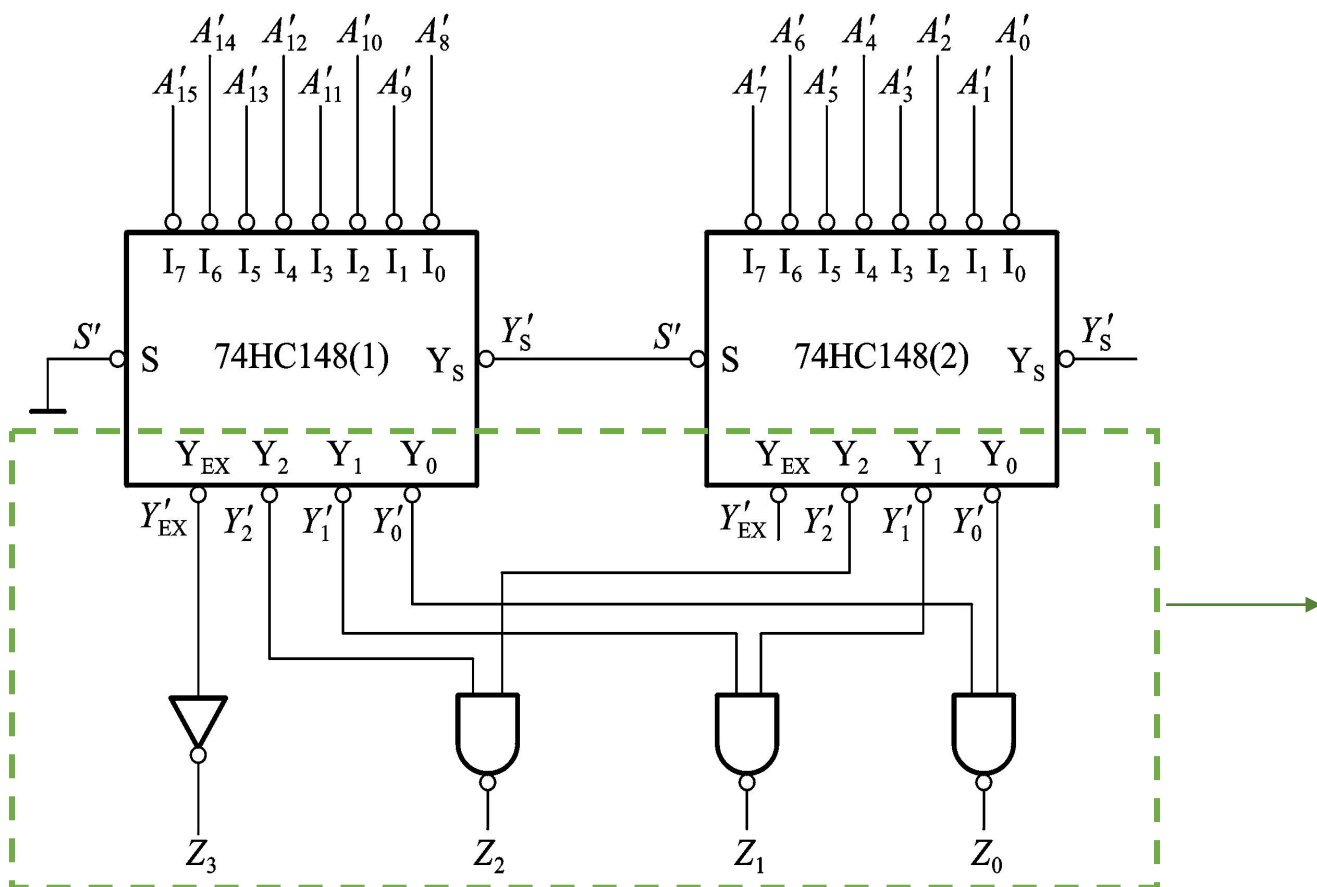 A′14 A′12 A′10 A′8 A′6 A′4 A′2 A′0
A′15 A′13 A′11 A′9 A′7 A′5 A′3 A′1
I7 I6 I5 I4 I3 I2 I1 I0 I7 I6 I5 I4 I3 I2 I1 I0
S′ S 74HC148(1) YS Y′S S′ S 74HC148(2) YS Y′S
YEX Y2 Y1 Y0 YEX Y2 Y1 Y0
Y′EX Y′2 Y′1 Y′0 Y′EX Y′2 Y′1 Y′0
Z3 Z2 Z1 Z0